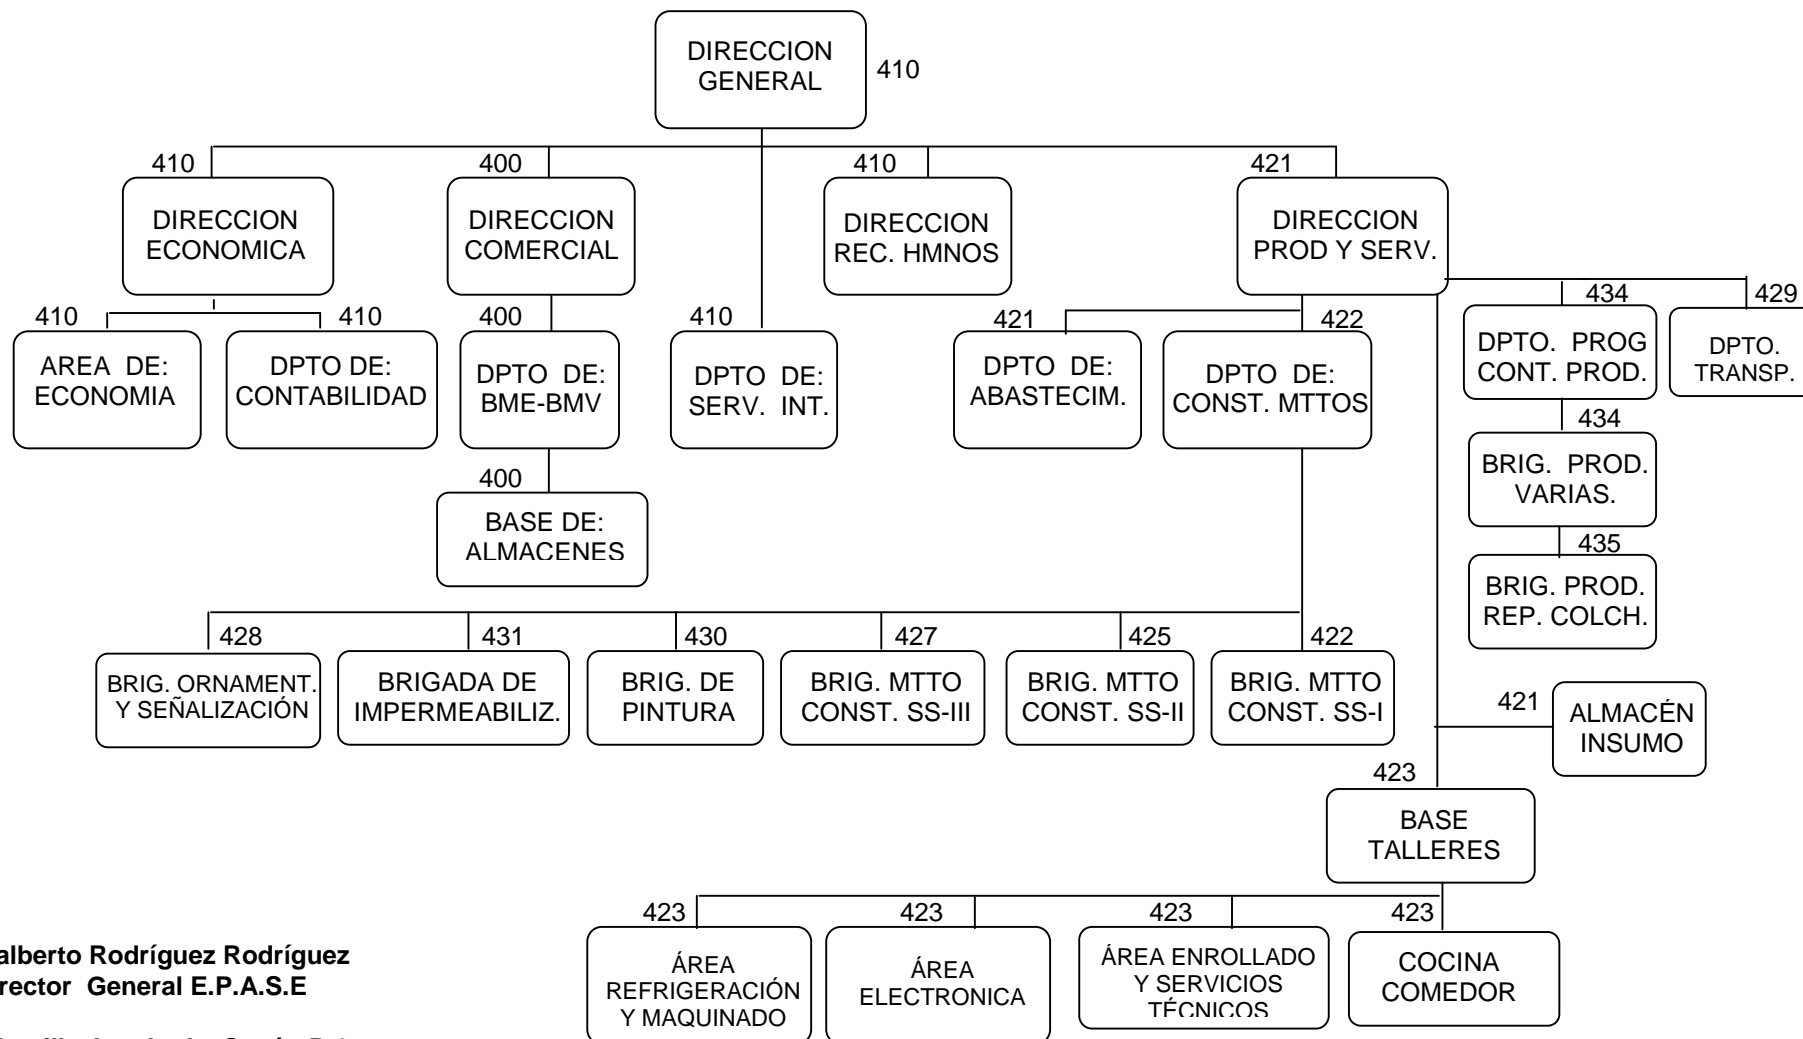 DIRECCION
GENERAL
410
410
400
410
421
DIRECCION
ECONOMICA
DIRECCION
COMERCIAL
DIRECCION
REC. HMNOS
DIRECCION
PROD Y SERV.
410
410
400
410
421
422
434
429
AREA DE:
ECONOMIA
DPTO DE:
CONTABILIDAD
DPTO DE:
BME-BMV
DPTO DE:
SERV. INT.
DPTO DE:
ABASTECIM.
DPTO DE:
CONST. MTTOS
DPTO. PROG
CONT. PROD.
DPTO.
TRANSP.
434
BRIG. PROD.
VARIAS.
400
BASE DE:
ALMACENES
435
BRIG. PROD.
REP. COLCH.
428
431
430
427
425
422
BRIG. ORNAMENT.
Y SEÑALIZACIÓN
BRIGADA DE
IMPERMEABILIZ.
BRIG. DE
PINTURA
BRIG. MTTO
CONST. SS-III
BRIG. MTTO
CONST. SS-II
BRIG. MTTO
CONST. SS-I
421
ALMACÉN
INSUMO
423
BASE
TALLERES
423
423
423
423
ÁREA
REFRIGERACIÓN
Y MAQUINADO
ÁREA
ELECTRONICA
ÁREA ENROLLADO
Y SERVICIOS
TÉCNICOS
COCINA
COMEDOR
alberto Rodríguez Rodríguez
rector General E.P.A.S.E